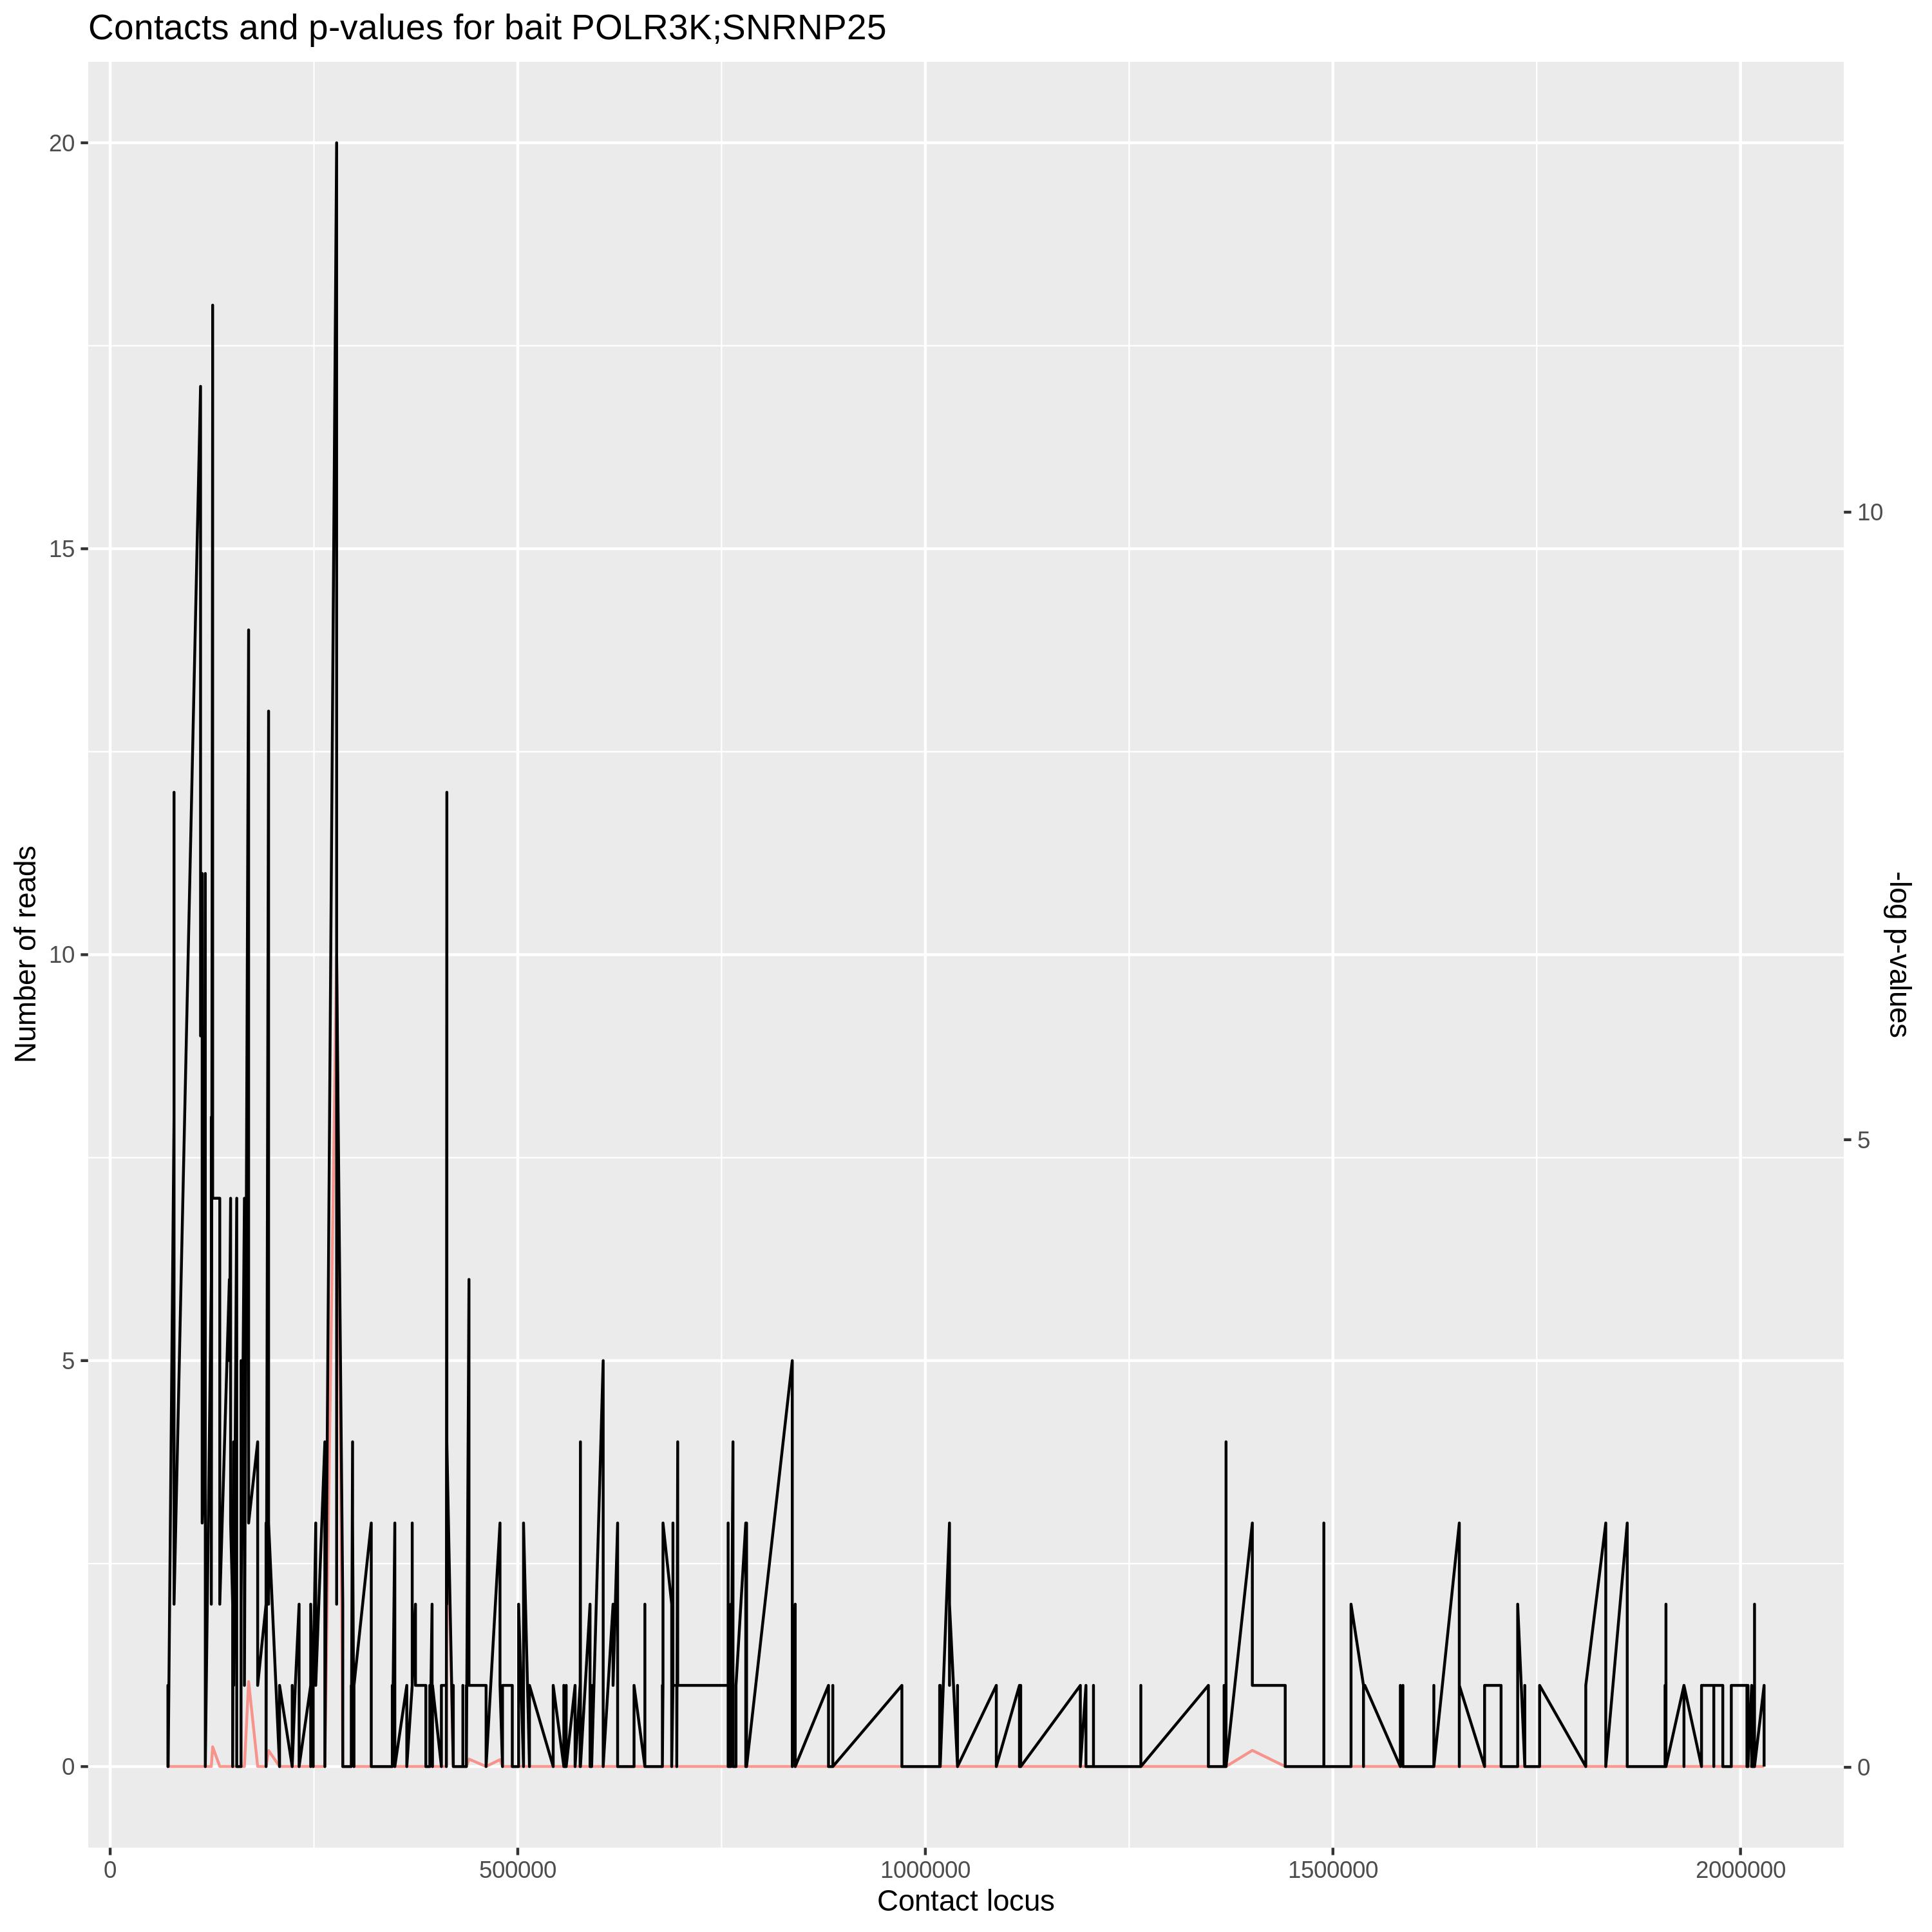 Contacts and p-values for bait POLR3K;SNRNP25
20
15
10
5
0
Number of reads
10
5
0
-log p-values
0 500000 1000000 1500000 2000000
Contact locus